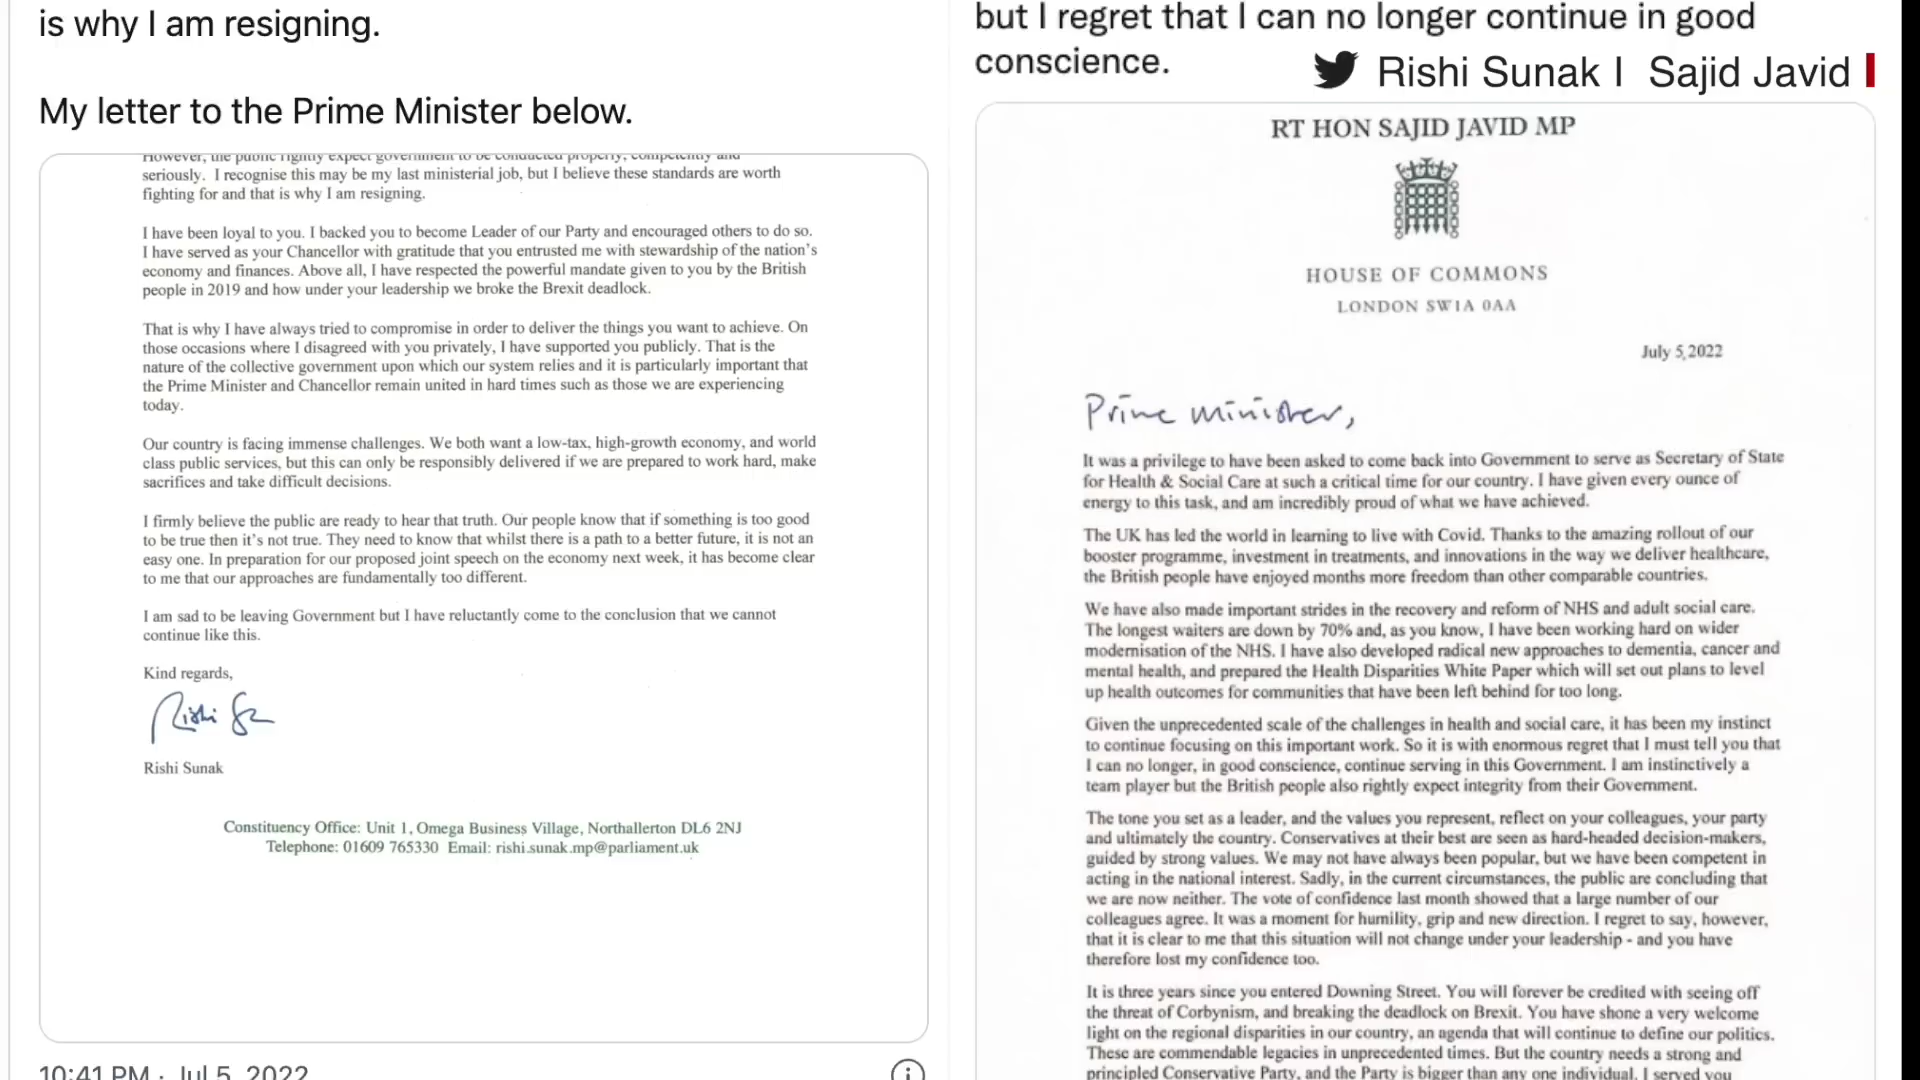 is why I am resigning.
My letter to the Prime Minister below.
However, the public rightly expect government to be conducted properly, competently and
seriously. I recognise this may be my last ministerial job, but I believe these standards are worth
fighting for and that is why I am resigning.
I have been loyal to you. I backed you to become Leader of our Party and encouraged others to do so.
I have served as your Chancellor with gratitude that you entrusted me with stewardship of the nation's
economy and finances. Above all, I have respected the powerful mandate given to you by the British
people in 2019 and how under your leadership we broke the Brexit deadlock.
That is why I have always tried to compromise in order to deliver the things you want to achieve. On
those occasions where I disagreed with you privately, I have supported you publicly. That is the
nature of the collective government upon which our system relies and it is particularly important that
the Prime Minister and Chancellor remain united in hard times such as those we are experiencing
today.
Our country is facing immense challenges. We both want a low-tax, high-growth economy, and world
class public services, but this can only be responsibly delivered if we are prepared to work hard, make
sacrifices and take difficult decisions.
I firmly believe the public are ready to hear that truth. Our people know that if something is too good
to be true then it's not true. They need to know that whilst there is a path to a better future, it is not an
easy one. In preparation for our proposed joint speech on the economy next week, it has become clear
to me that our approaches are fundamentally too different.
I am sad to be leaving Government but I have reluctantly come to the conclusion that we cannot
continue like this.
Kind regards,
Rishi Sunak
Constituency Office: Unit 1, Omega Business Village, Northallerton DL6 2NJ
Telephone: 01609 765330 Email: rishi.sunak.mp@parliament.uk
10:41 PM · Jul 5, 2022
but I regret that I can no longer continue in good
conscience.
Rishi Sunak | Sajid Javid
RT HON SAJID JAVID MP
HOUSE OF COMMONS
LONDON SW1A 0AA
July 5,2022
Prime Minister,
It was a privilege to have been asked to come back into Government to serve as Secretary of State
for Health & Social Care at such a critical time for our country. I have given every ounce of
energy to this task, and am incredibly proud of what we have achieved.
The UK has led the world in learning to live with Covid. Thanks to the amazing rollout of our
booster programme, investment in treatments, and innovations in the way we deliver healthcare,
the British people have enjoyed months more freedom than other comparable countries.
We have also made important strides in the recovery and reform of NHS and adult social care.
The longest waiters are down by 70% and, as you know, I have been working hard on wider
modernisation of the NHS. I have also developed radical new approaches to dementia, cancer and
mental health, and prepared the Health Disparities White Paper which will set out plans to level
up health outcomes for communities that have been left behind for too long.
Given the unprecedented scale of the challenges in health and social care, it has been my instinct
to continue focusing on this important work. So it is with enormous regret that I must tell you that
I can no longer, in good conscience, continue serving in this Government. I am instinctively a
team player but the British people also rightly expect integrity from their Government.
The tone you set as a leader, and the values you represent, reflect on your colleagues, your party
and ultimately the country. Conservatives at their best are seen as hard-headed decision-makers,
guided by strong values. We may not have always been popular, but we have been competent in
acting in the national interest. Sadly, in the current circumstances, the public are concluding that
we are now neither. The vote of confidence last month showed that a large number of our
colleagues agree. It was a moment for humility, grip and new direction. I regret to say, however,
that it is clear to me that this situation will not change under your leadership - and you have
therefore lost my confidence too.
It is three years since you entered Downing Street. You will forever be credited with seeing off
the threat of Corbynism, and breaking the deadlock on Brexit. You have shone a very welcome
light on the regional disparities in our country, an agenda that will continue to define our politics.
These are commendable legacies in unprecedented times. But the country needs a strong and
principled Conservative Party, and the Party is bigger than any one individual. I served you